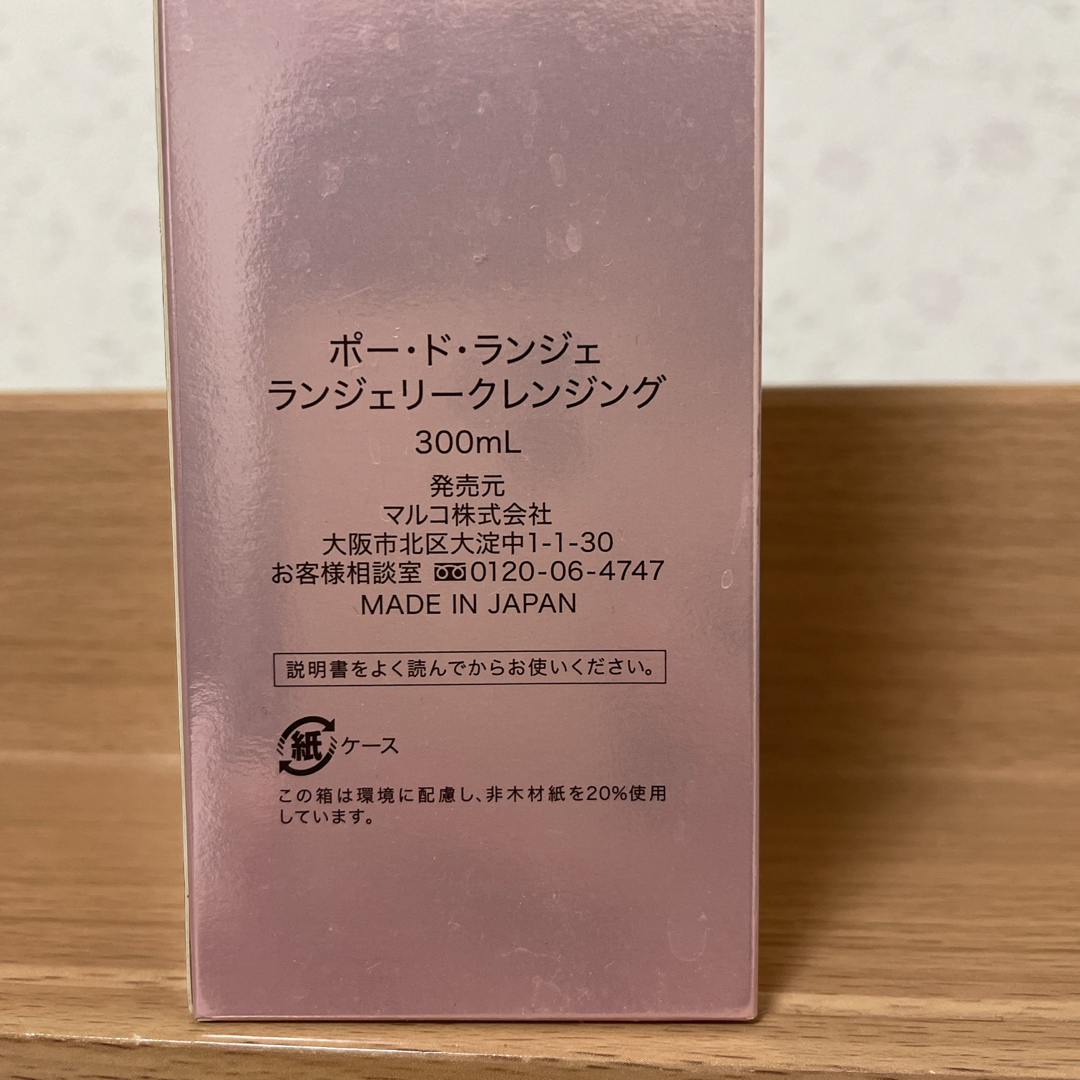 ポー・ド・ランジェ
ランジェリークレンジング
300mL
発売元
マルコ株式会社
大阪市北区大淀中1-1-30
お客様相談室 0120-06-4747
MADE IN JAPAN
説明書をよく読んでからお使いください。
紙 ケース
この箱は環境に配慮し、非木材紙を20%使用
しています。